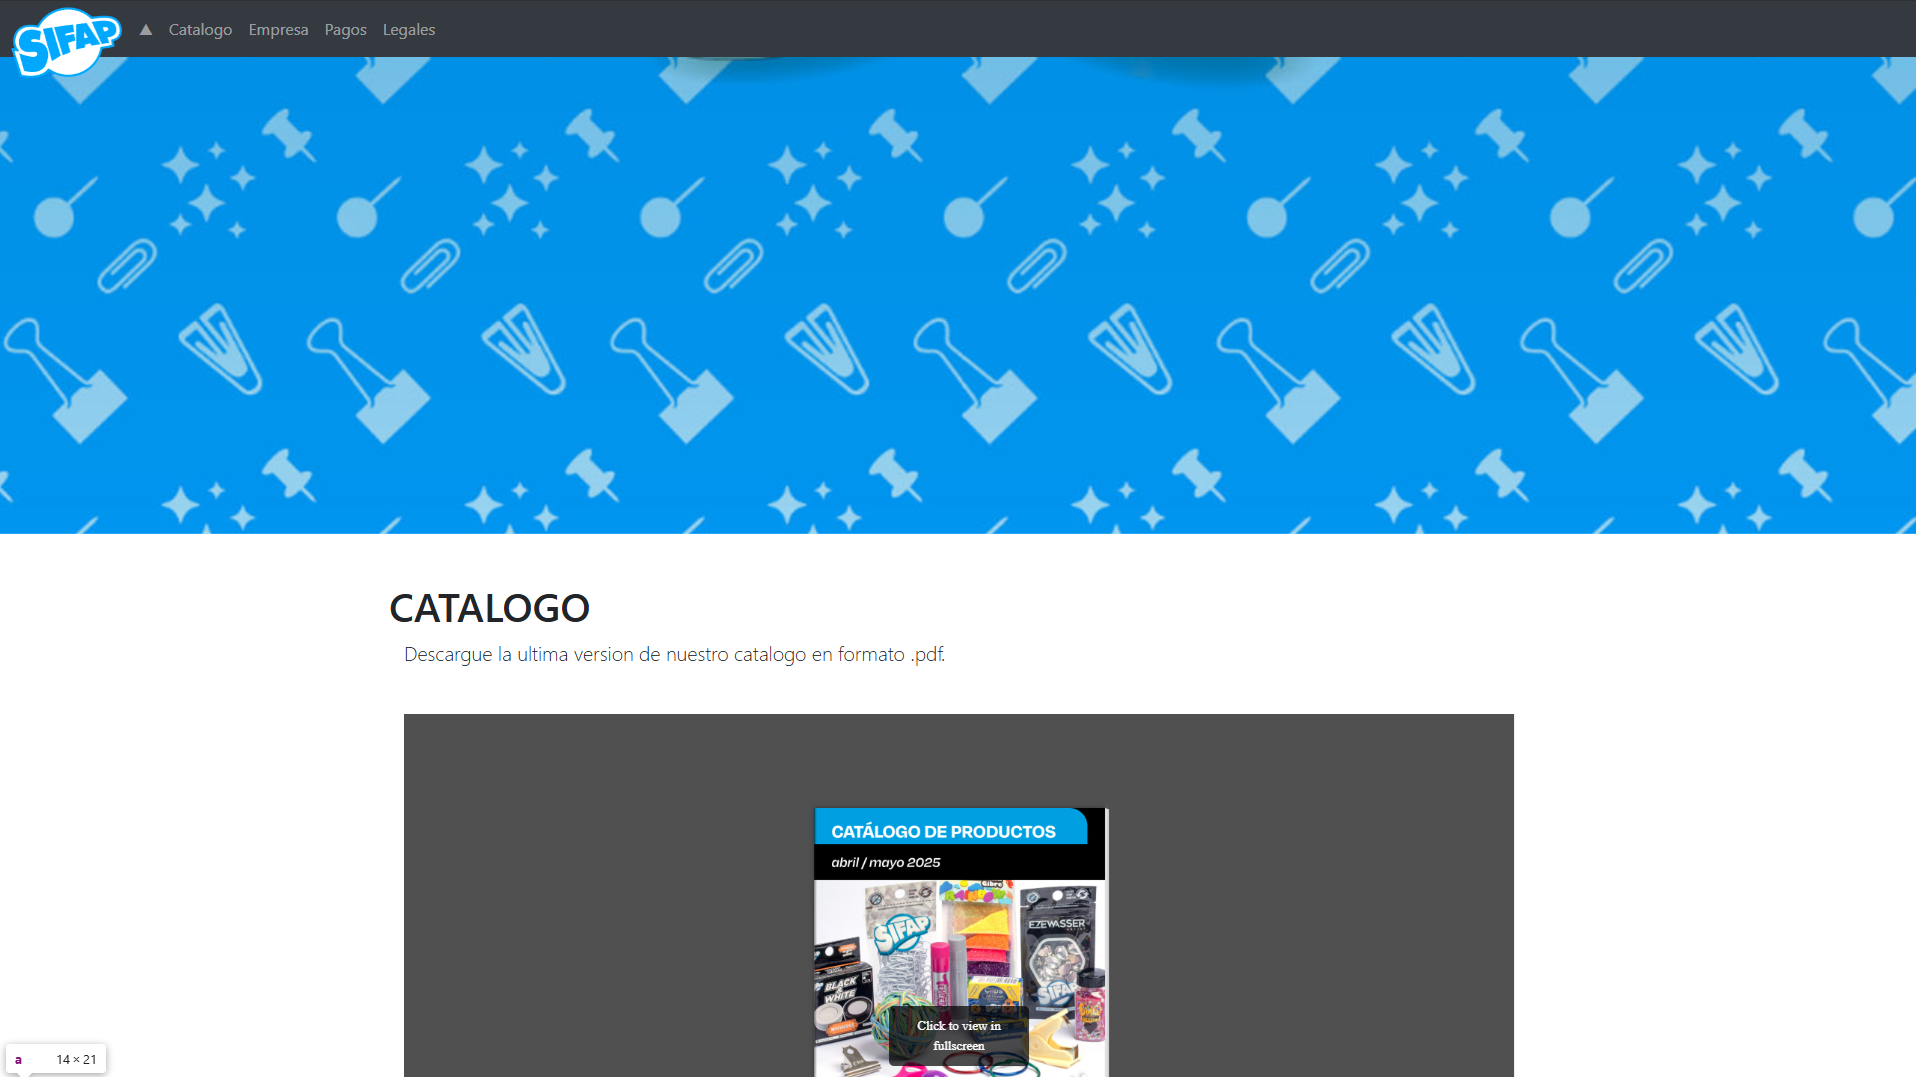 SIFAP
▲ Catalogo Empresa Pagos Legales
CATALOGO
Descargue la ultima version de nuestro catalogo en formato .pdf.
CATÁLOGO DE PRODUCTOS
abril / mayo 2025
SIFAP
EZEWASSER
BLACK & WHITE
SIFAP
Click to view in
fullscreen
a 14 × 21